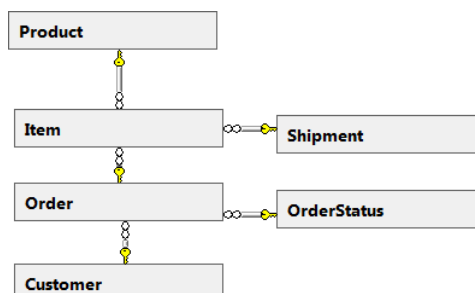 Product
Item
Shipment
Order
OrderStatus
Customer